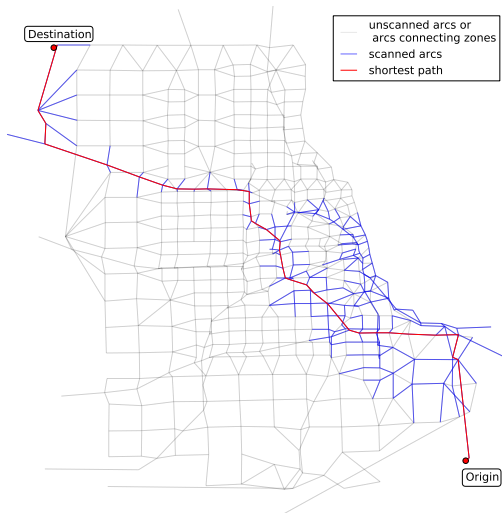 Destination
unscanned arcs or
arcs connecting zones
scanned arcs
shortest path
Origin